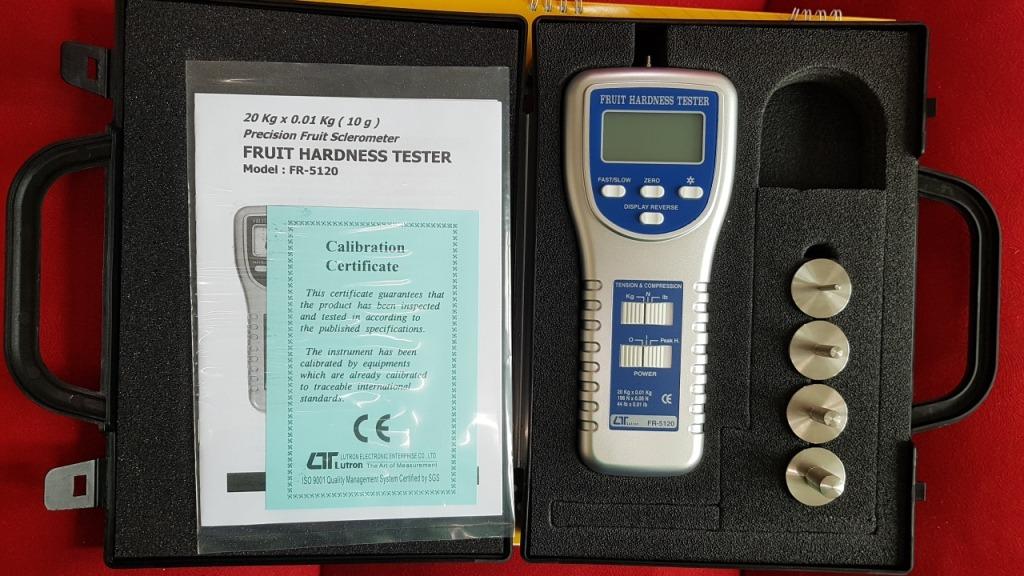 20 Kg x 0.01 Kg ( 10 g )
Precision Fruit Sclerometer
FRUIT HARDNESS TESTER
Model : FR-5120
Calibration
Certificate
This certificate guarantees that
the product has been inspected
and tested in according to
the published specifications.
The instrument has been
calibrated by equipments
which are already calibrated
to traceable international
standards.
CE
LUTRON ELECTRONIC ENTERPRISE CO., LTD.
Lutron The Art of Measurement
ISO 9001 Quality Management System Certified by SGS
FRUIT HARDNESS TESTER
FAST/SLOW ZERO
DISPLAY REVERSE
TENSION & COMPRESSION
Kg N lb
O I Peak H.
POWER
20 Kg x 0.01 Kg
196 N x 0.05 N
44 lb x 0.01 lb
CE
Lutron FR-5120